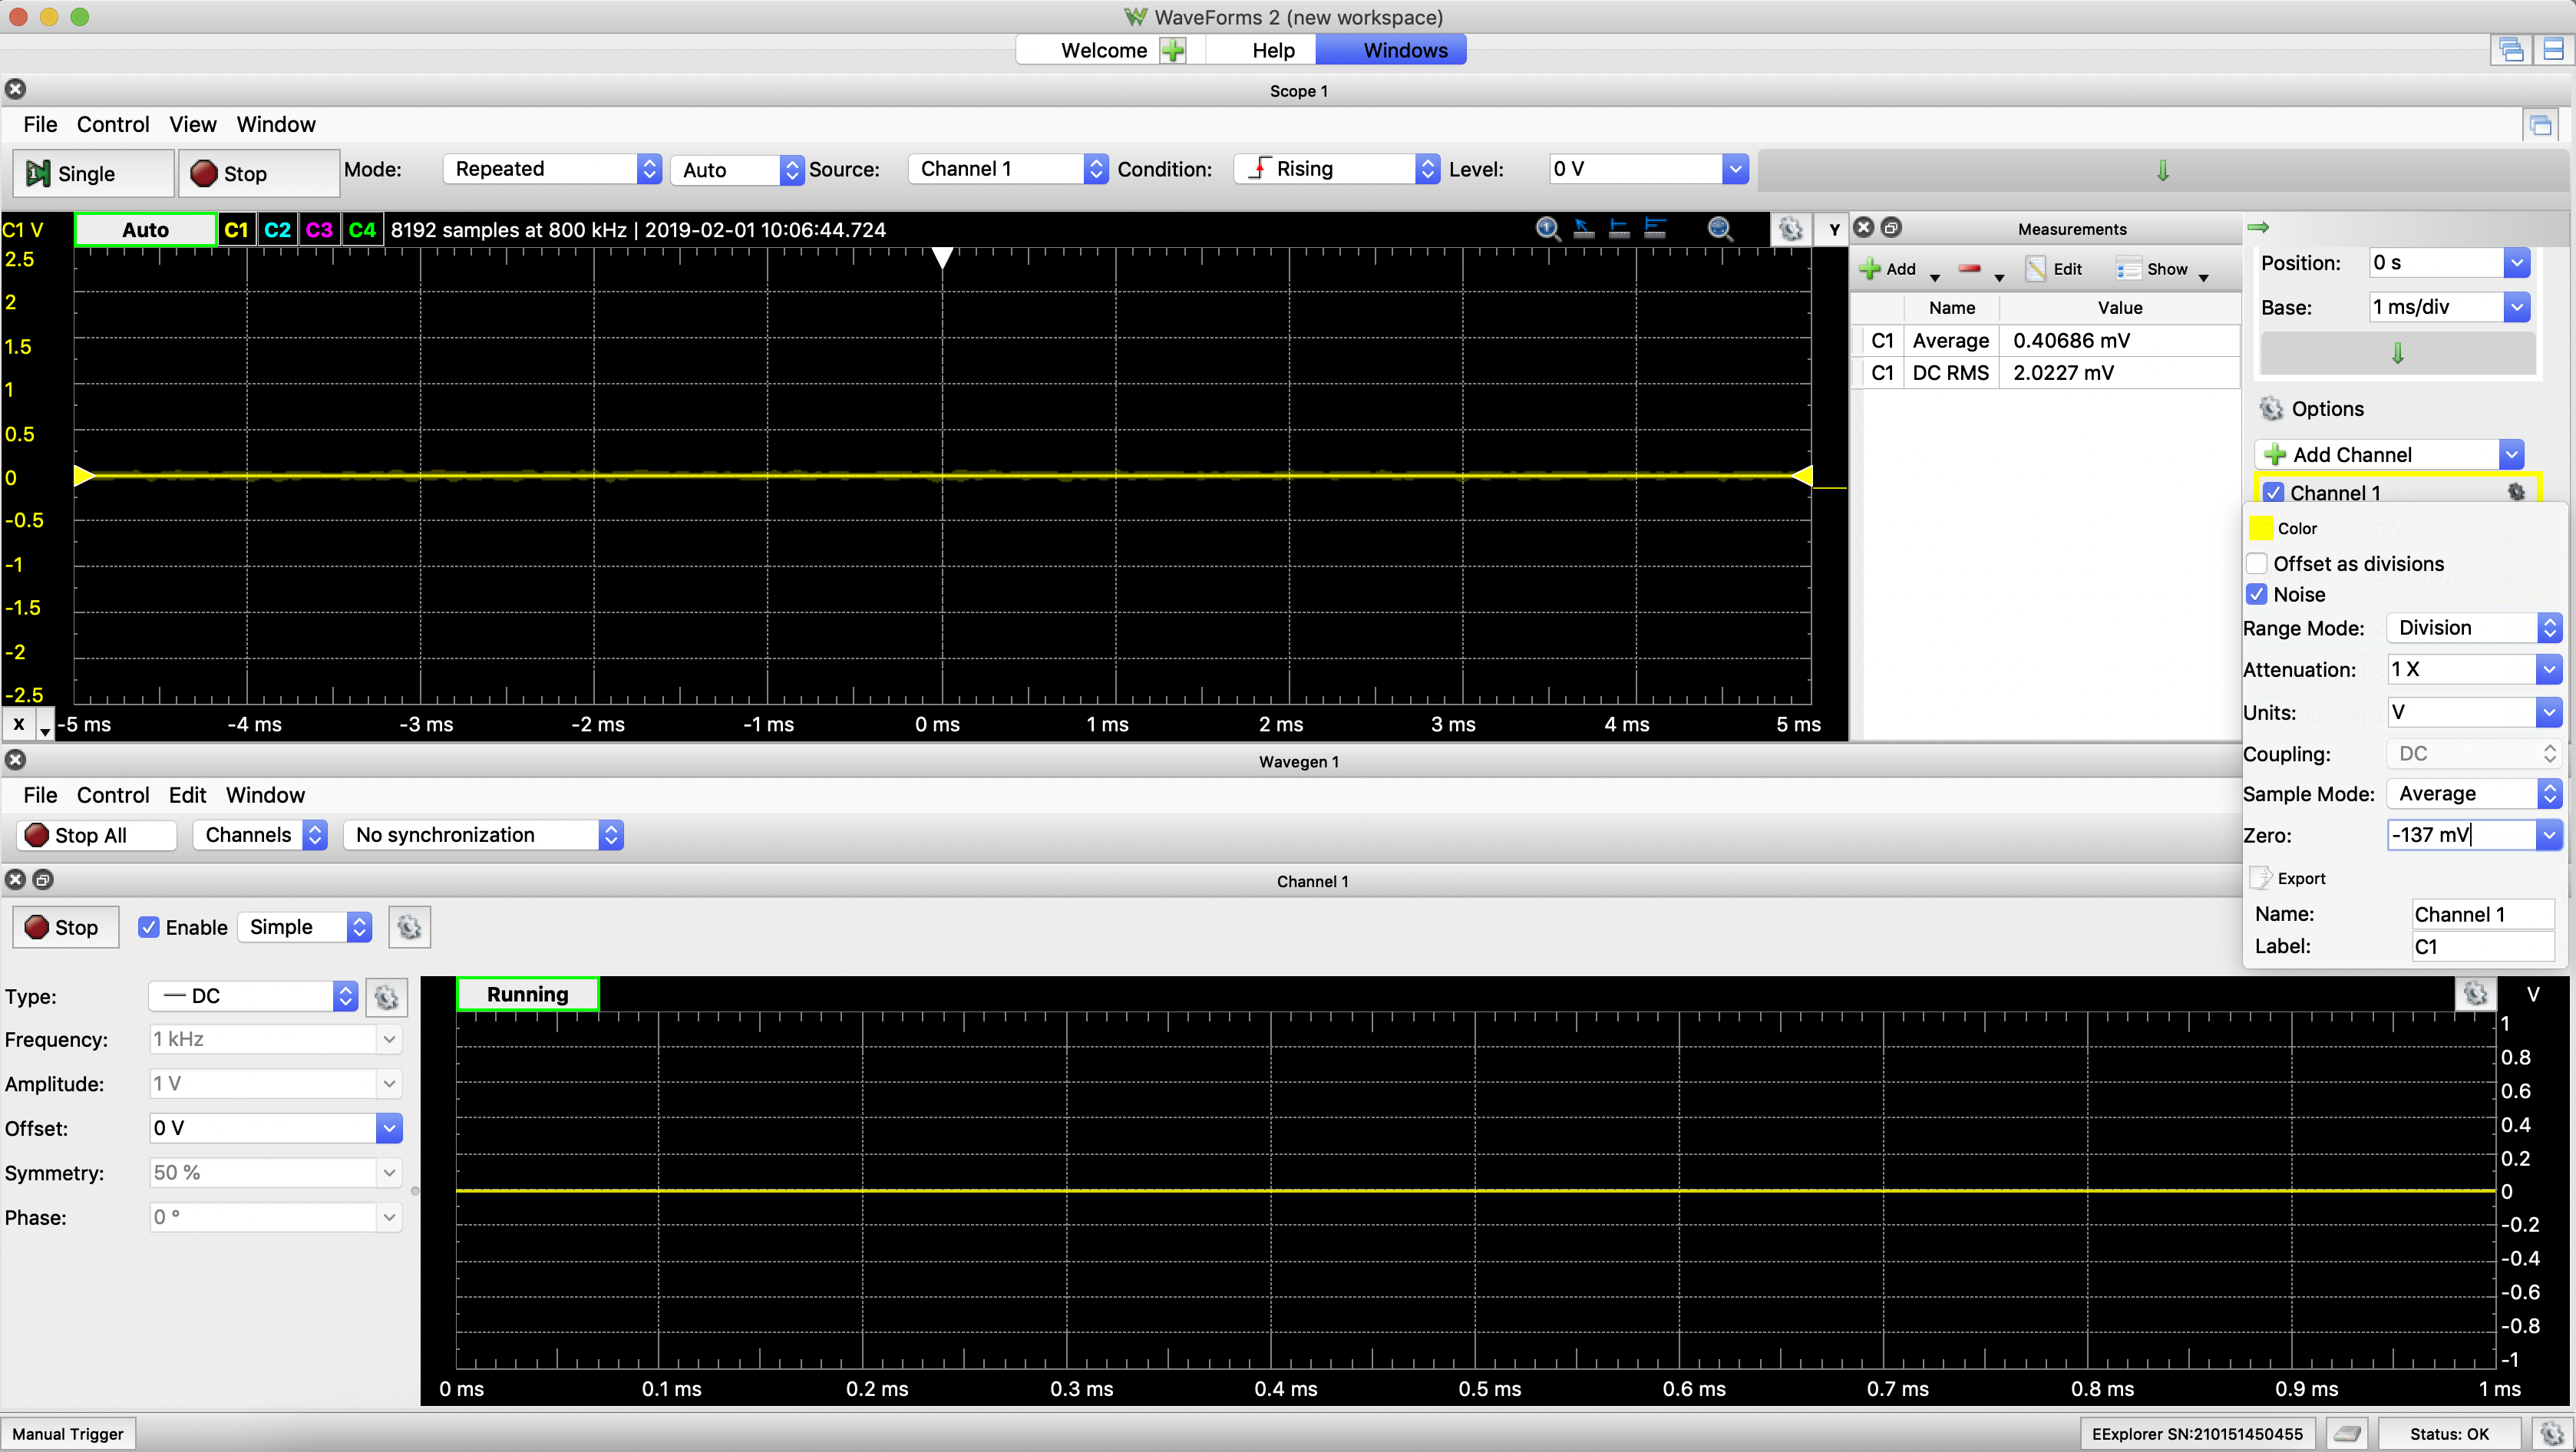 WaveForms 2 (new workspace)
Welcome Help Windows
Scope 1
File Control View Window
Single Stop Mode: Repeated Auto Source: Channel 1 Condition: Rising Level: 0 V
C1 V Auto C1 C2 C3 C4 8192 samples at 800 kHz | 2019-02-01 10:06:44.724 Y
2.5
2
1.5
1
0.5
0
-0.5
-1
-1.5
-2
-2.5
X -5 ms -4 ms -3 ms -2 ms -1 ms 0 ms 1 ms 2 ms 3 ms 4 ms 5 ms
Measurements
Add Edit Show
Name Value
C1 Average 0.40686 mV
C1 DC RMS 2.0227 mV
Position: 0 s
Base: 1 ms/div
Options
Add Channel
Channel 1
Color
Offset as divisions
Noise
Range Mode: Division
Attenuation: 1 X
Units: V
Coupling: DC
Sample Mode: Average
Zero: -137 mV
Export
Name: Channel 1
Label: C1
Wavegen 1
File Control Edit Window
Stop All Channels No synchronization
Channel 1
Stop Enable Simple
Type: DC
Frequency: 1 kHz
Amplitude: 1 V
Offset: 0 V
Symmetry: 50 %
Phase: 0 °
Running V
1
0.8
0.6
0.4
0.2
0
-0.2
-0.4
-0.6
-0.8
-1
0 ms 0.1 ms 0.2 ms 0.3 ms 0.4 ms 0.5 ms 0.6 ms 0.7 ms 0.8 ms 0.9 ms 1 ms
Manual Trigger EExplorer SN:210151450455 Status: OK